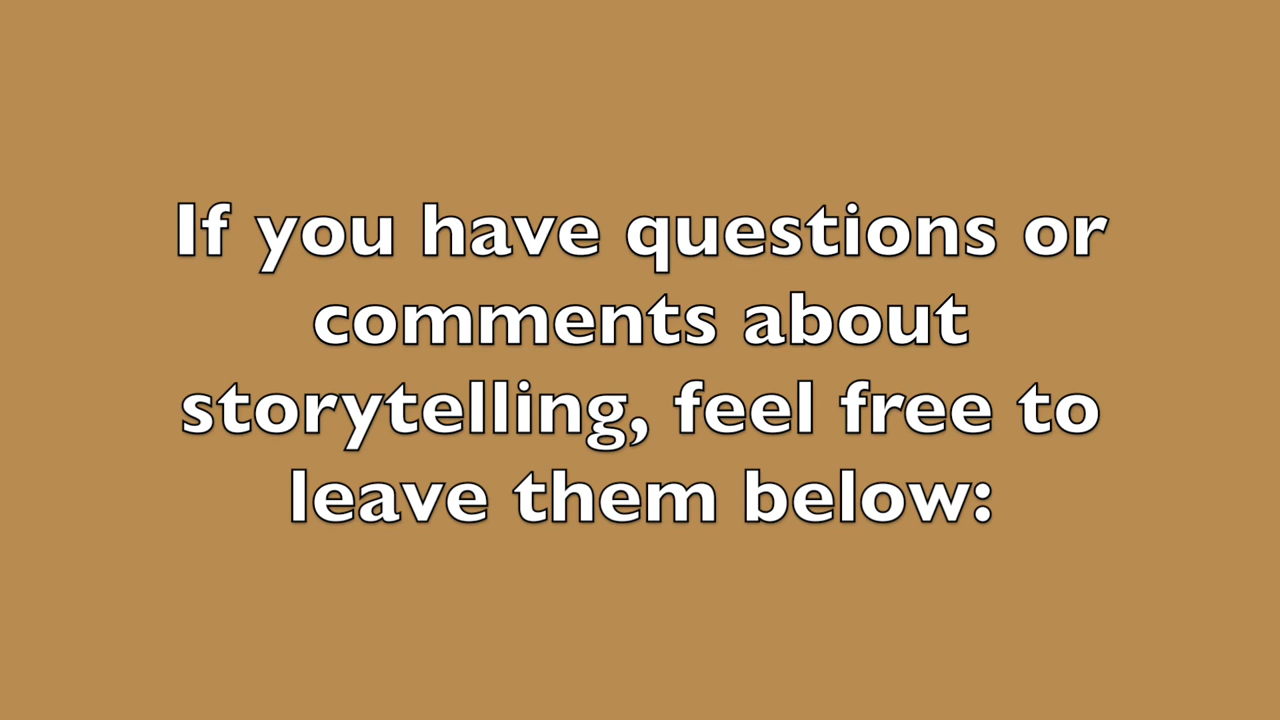 If you have questions or
comments about
storytelling, feel free to
leave them below: